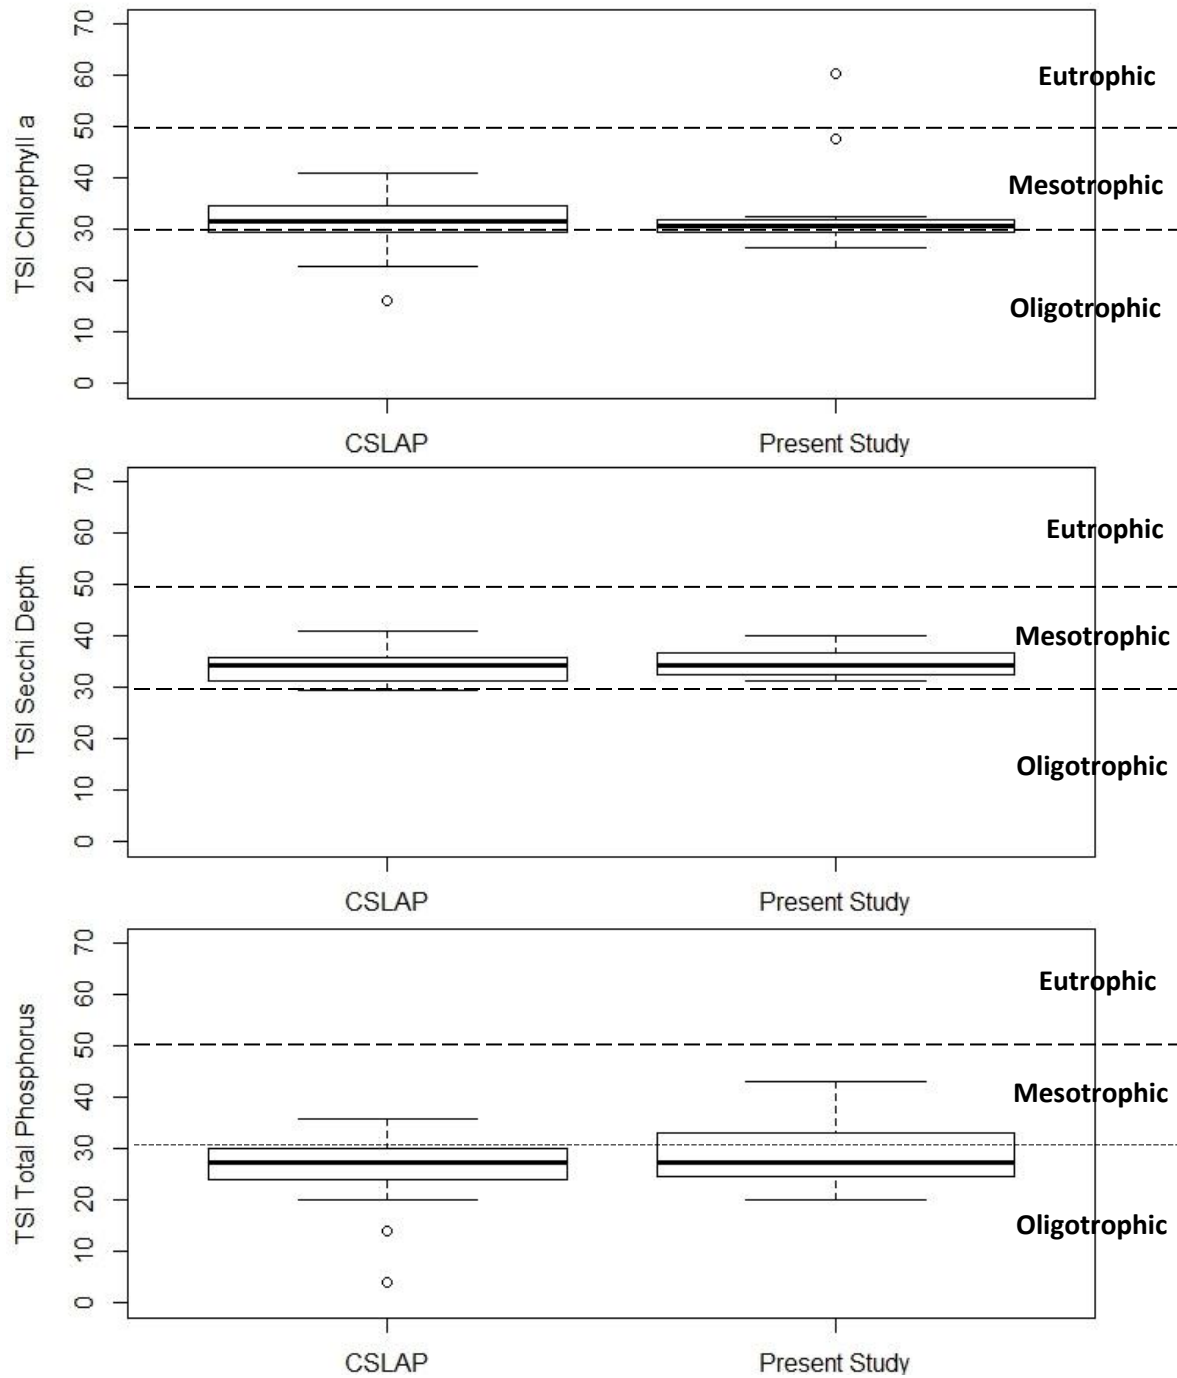 TSI Chlorphyll a
70
60
50
40
30
20
10
0
Eutrophic
Mesotrophic
Oligotrophic
CSLAP
Present Study
TSI Secchi Depth
70
60
50
40
30
20
10
0
Eutrophic
Mesotrophic
Oligotrophic
CSLAP
Present Study
TSI Total Phosphorus
70
60
50
40
30
20
10
0
Eutrophic
Mesotrophic
Oligotrophic
CSLAP
Present Study